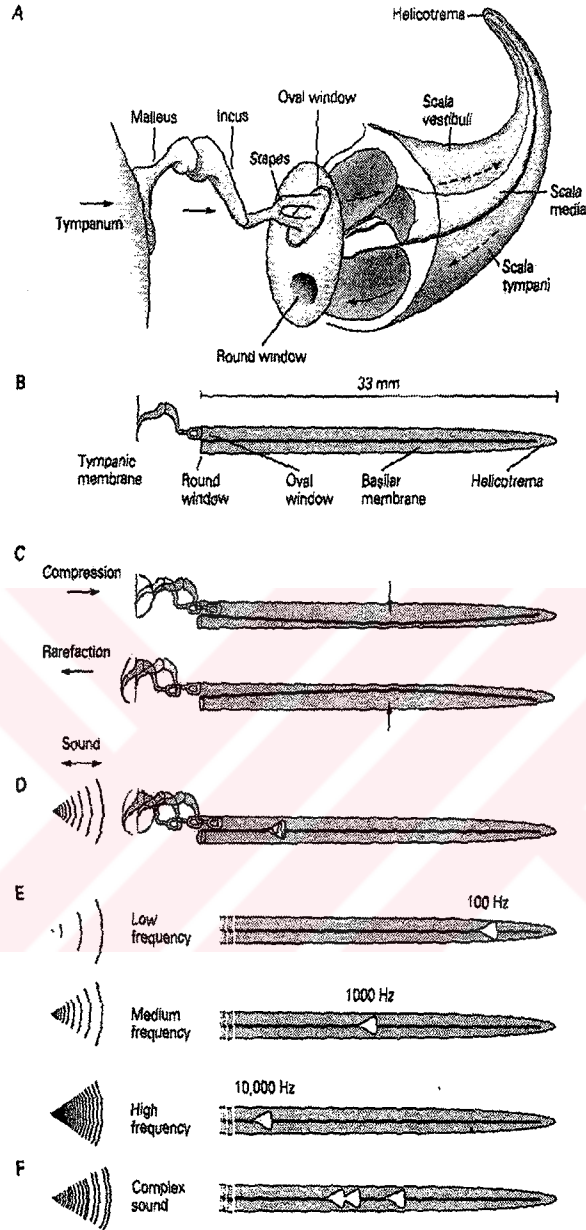 A
Helicotrema
Oval window
Malleus
Incus
Scala
vestibuli
Stapes
Scala
media
Tympanum
Scala
tympani
Round window
B
33 mm
Tympanic
membrane
Round
window
Oval
window
Basilar
membrane
Helicotrema
C
Compression
Rarefaction
Sound
D
E
100 Hz
Low
frequency
1000 Hz
Medium
frequency
10,000 Hz
High
frequency
F
Complex
sound